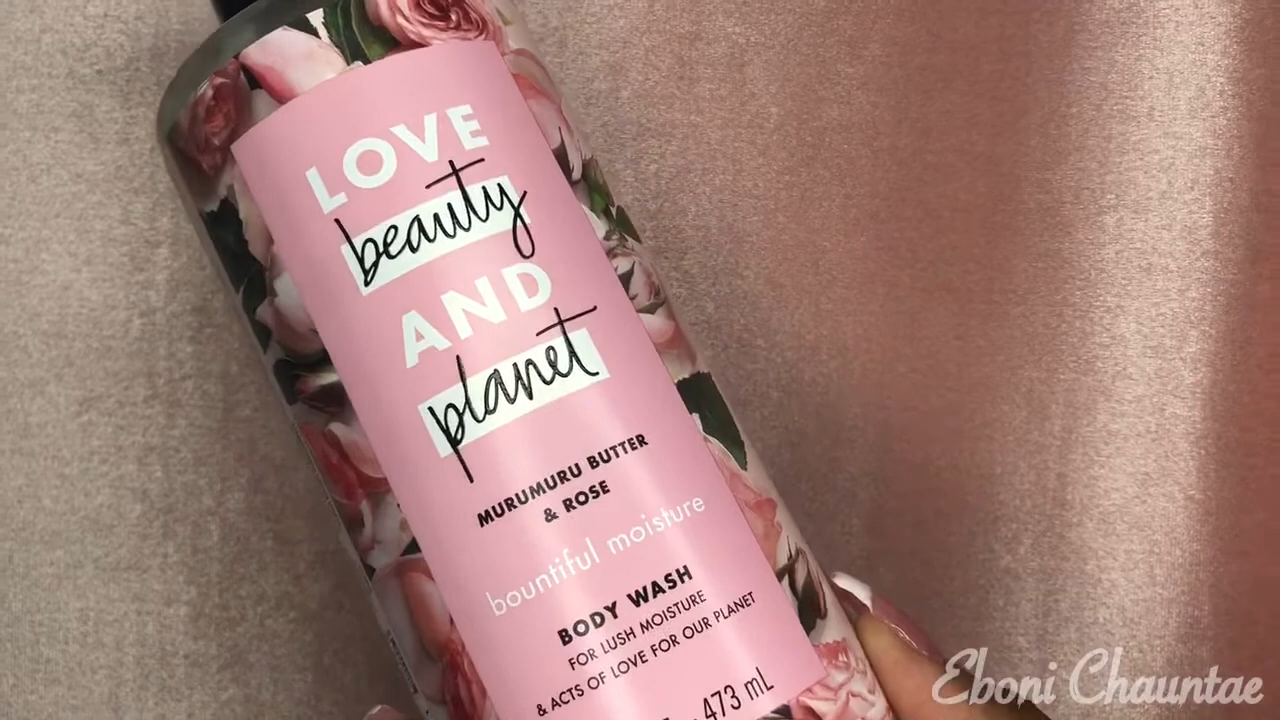 LOVE
beauty
AND
planet
MURUMURU BUTTER
& ROSE
bountiful moisture
BODY WASH
FOR LUSH MOISTURE
& ACTS OF LOVE FOR OUR PLANET
473 mL
Eboni Chauntae